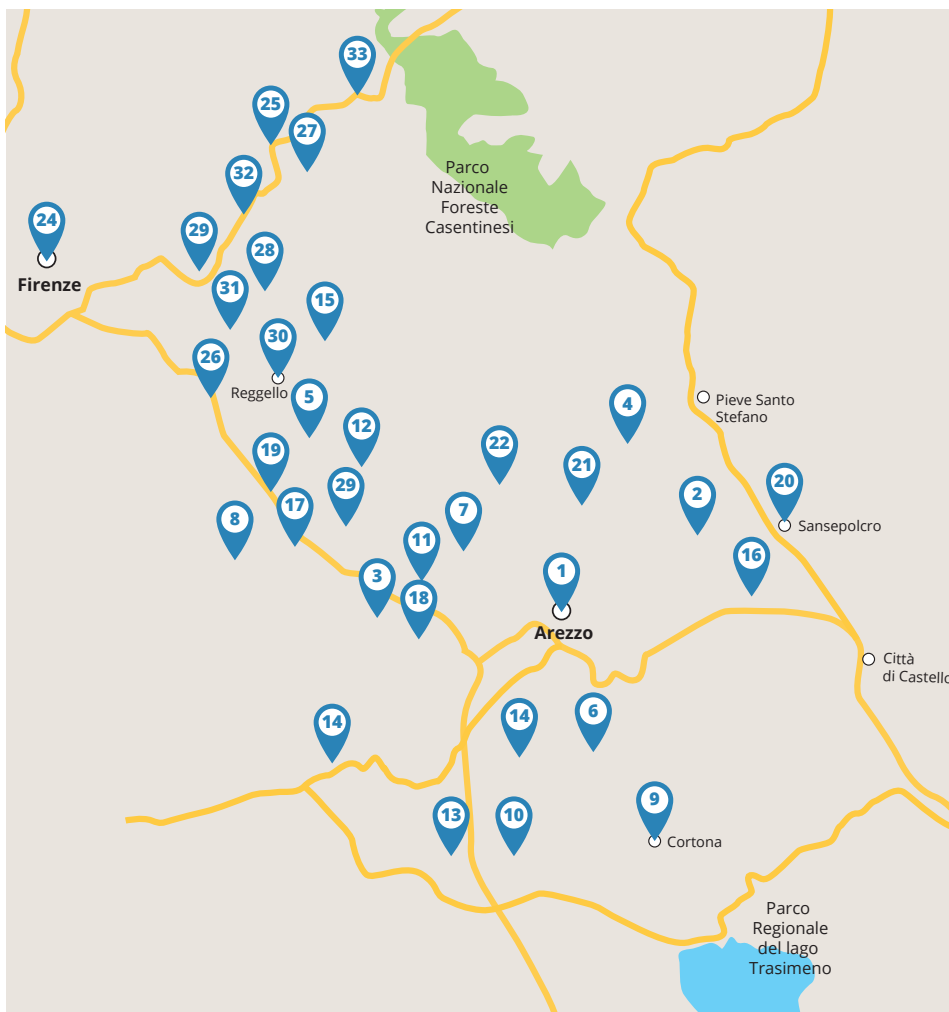 33
25
27
Parco
Nazionale
Foreste
Casentinesi
32
24
29
28
Firenze
31
15
30
26
Reggello
5
4
Pieve Santo
Stefano
12
22
19
21
29
2
20
17
7
8
Sansepolcro
11
16
3
1
18
Arezzo
Città
di Castello
14
14
6
13
10
9
Cortona
Parco
Regionale
del lago
Trasimeno